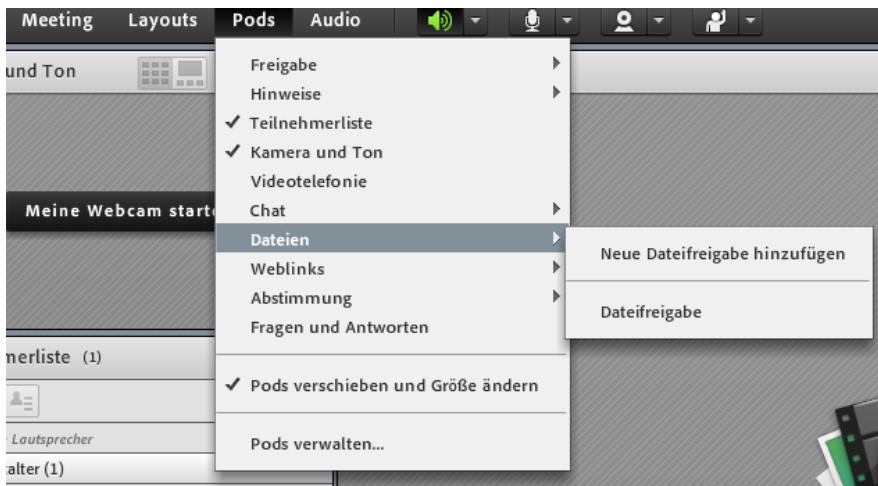 Meeting Layouts Pods Audio
und Ton
Freigabe
Hinweise
Teilnehmerliste
Kamera und Ton
Videotelefonie
Meine Webcam start
Chat
Dateien
Neue Dateifreigabe hinzufügen
Weblinks
Abstimmung
Dateifreigabe
Fragen und Antworten
merliste (1)
Pods verschieben und Größe ändern
Lautsprecher
Pods verwalten...
alter (1)